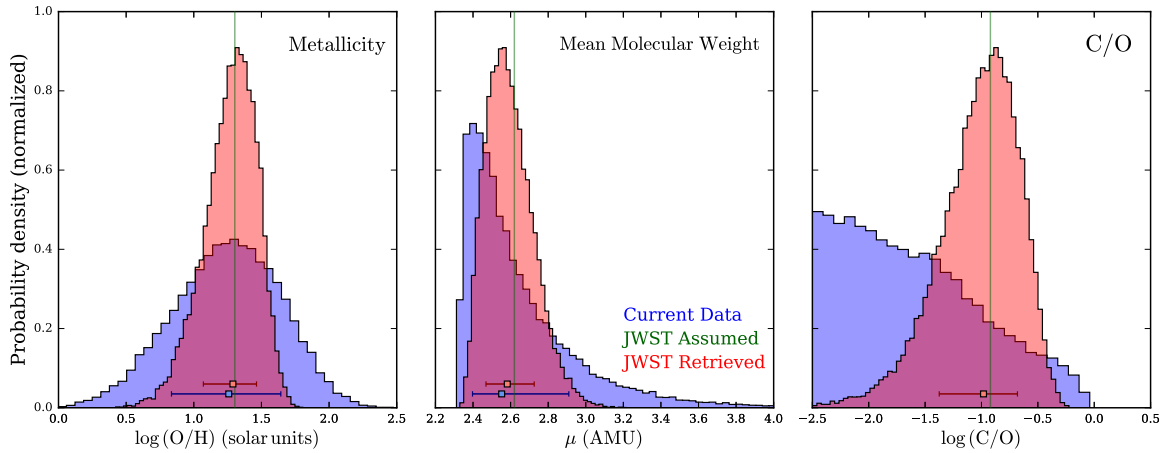 Probability density (normalized)
1.0
0.8
0.6
0.4
0.2
0.0
Metallicity
0.0 0.5 1.0 1.5 2.0 2.5
log (O/H) (solar units)
Mean Molecular Weight
Current Data
JWST Assumed
JWST Retrieved
2.2 2.4 2.6 2.8 3.0 3.2 3.4 3.6 3.8 4.0
μ (AMU)
C/O
−2.5 −2.0 −1.5 −1.0 −0.5 0.0 0.5
log (C/O)